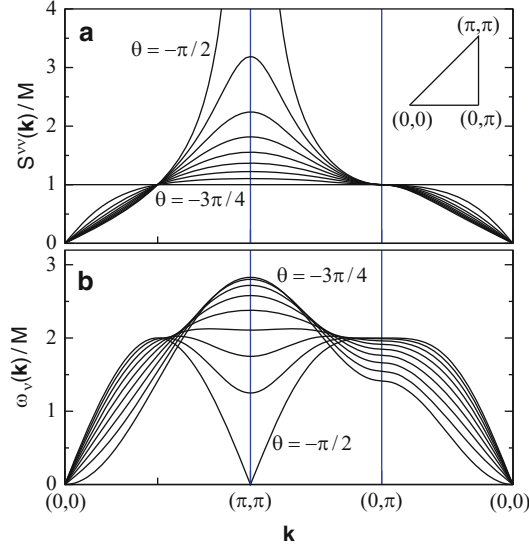 a
S^νν(k) / M
4
3
2
1
0
θ = −π/2
θ = −3π/4
(π,π)
(0,0)
(0,π)
b
ω_ν(k) / M
3
2
1
0
θ = −3π/4
θ = −π/2
(0,0)
(π,π)
(0,π)
(0,0)
k